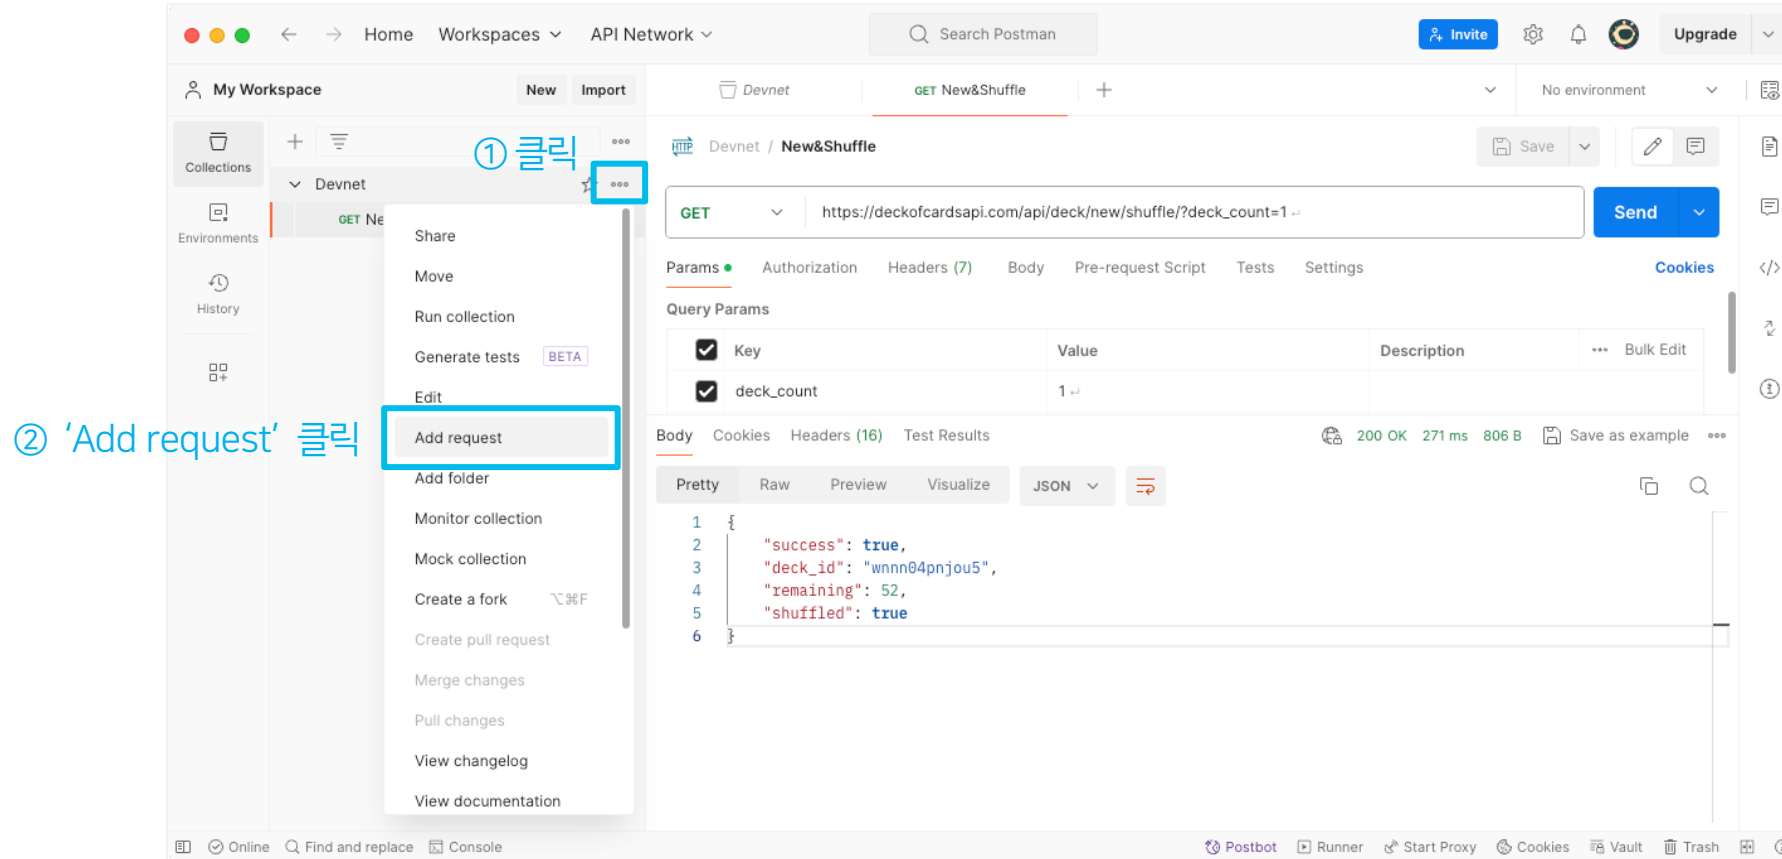 Home Workspaces API Network Search Postman Invite Upgrade
My Workspace New Import Devnet GET New&Shuffle No environment
Collections
① 클릭
HTTP Devnet / New&Shuffle Save
Devnet
GET Ne
GET https://deckofcardsapi.com/api/deck/new/shuffle/?deck_count=1 Send
Environments
History
Share
Move
Run collection
Generate tests BETA
Edit
② ‘Add request’ 클릭
Add request
Add folder
Monitor collection
Mock collection
Create a fork ⌥⌘F
Create pull request
Merge changes
Pull changes
View changelog
View documentation
Params Authorization Headers (7) Body Pre-request Script Tests Settings Cookies
Query Params
Key Value Description Bulk Edit
deck_count 1
Body Cookies Headers (16) Test Results 200 OK 271 ms 806 B Save as example
Pretty Raw Preview Visualize JSON
1 {
2 "success": true,
3 "deck_id": "wnnn04pnjou5",
4 "remaining": 52,
5 "shuffled": true
6 }
Online Find and replace Console Postbot Runner Start Proxy Cookies Vault Trash